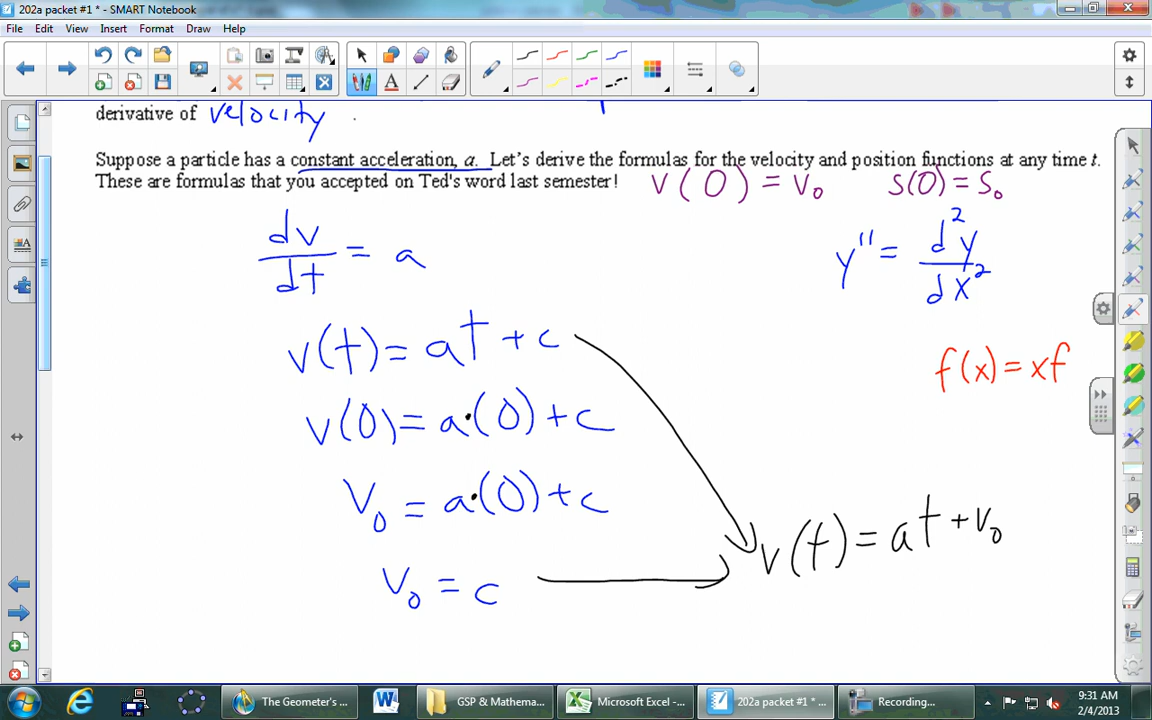 202a packet #1 * - SMART Notebook
File Edit View Insert Format Draw Help
derivative of velocity .
Suppose a particle has a constant acceleration, a. Let's derive the formulas for the velocity and position functions at any time t.
These are formulas that you accepted on Ted's word last semester!
v(0) = v₀ s(0) = s₀
dv/dt = a
y'' = d²y/dx²
v(t) = at + c
f(x) = xf
v(0) = a•(0) + c
v₀ = a•(0) + c
v(t) = at + v₀
v₀ = c
The Geometer's ...
GSP & Mathema...
Microsoft Excel -...
202a packet #1 * ...
Recording...
9:31 AM
2/4/2013